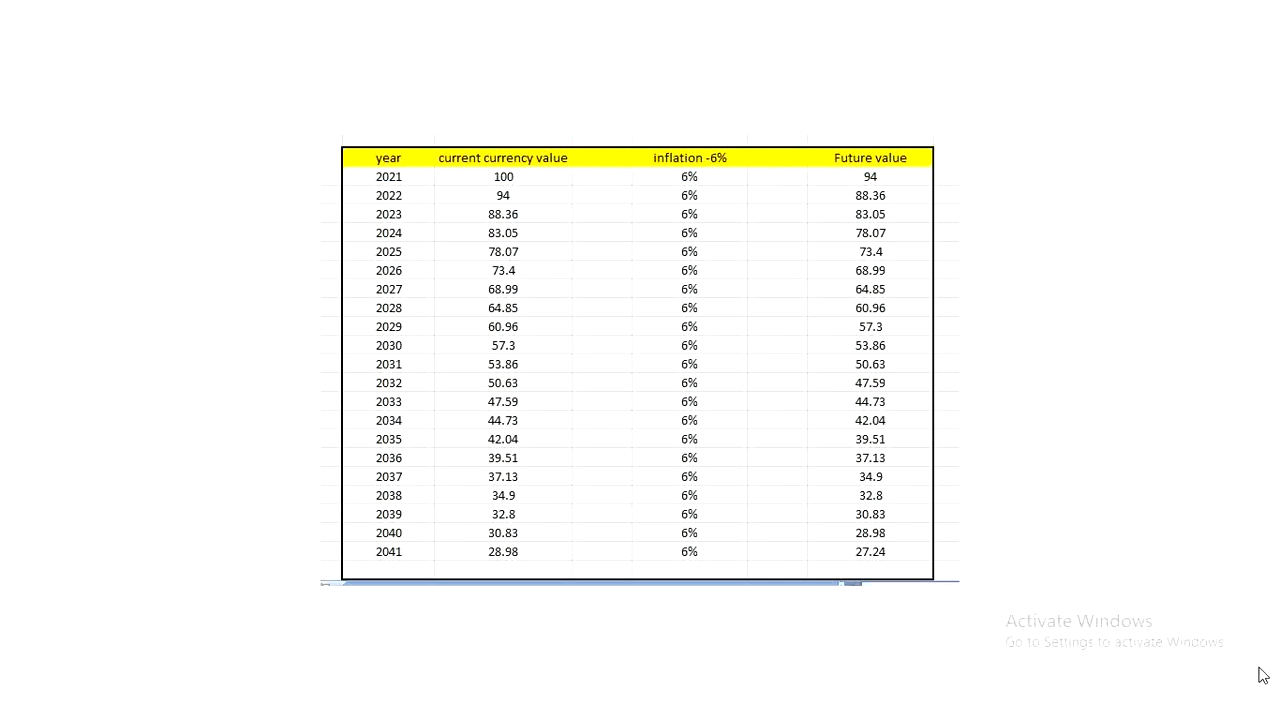 year current currency value inflation -6% Future value
2021 100 6% 94
2022 94 6% 88.36
2023 88.36 6% 83.05
2024 83.05 6% 78.07
2025 78.07 6% 73.4
2026 73.4 6% 68.99
2027 68.99 6% 64.85
2028 64.85 6% 60.96
2029 60.96 6% 57.3
2030 57.3 6% 53.86
2031 53.86 6% 50.63
2032 50.63 6% 47.59
2033 47.59 6% 44.73
2034 44.73 6% 42.04
2035 42.04 6% 39.51
2036 39.51 6% 37.13
2037 37.13 6% 34.9
2038 34.9 6% 32.8
2039 32.8 6% 30.83
2040 30.83 6% 28.98
2041 28.98 6% 27.24
Activate Windows
Go to Settings to activate Windows